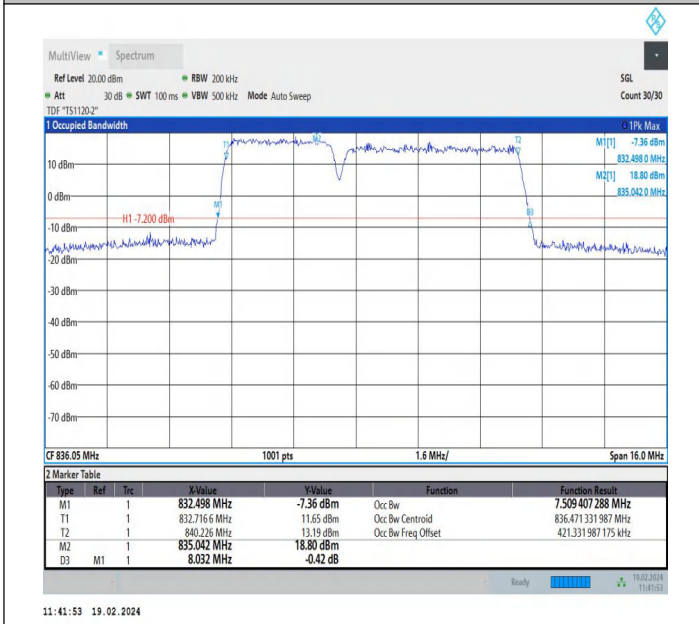 R&S
MultiView Spectrum
Ref Level 20.00 dBm RBW 200 kHz SGL
Att 30 dB SWT 100 ms VBW 500 kHz Mode Auto Sweep Count 30/30
TDF "TS1120-2"
1 Occupied Bandwidth 1Pk Max
M1[1] -7.36 dBm
832.498 0 MHz
M2[1] 18.80 dBm
835.042 0 MHz
T1 M2 T2
10 dBm
0 dBm
M1 D3
H1 -7.200 dBm
-10 dBm
-20 dBm
-30 dBm
-40 dBm
-50 dBm
-60 dBm
-70 dBm
CF 836.05 MHz 1001 pts 1.6 MHz/ Span 16.0 MHz
2 Marker Table
Type Ref Trc X-Value Y-Value Function Function Result
M1 1 832.498 MHz -7.36 dBm Occ Bw 7.509 407 288 MHz
T1 1 832.716 6 MHz 11.65 dBm Occ Bw Centroid 836.471 331 987 MHz
T2 1 840.226 MHz 13.19 dBm Occ Bw Freq Offset 421.331 987 175 kHz
M2 1 835.042 MHz 18.80 dBm
D3 M1 1 8.032 MHz -0.42 dB
Ready 19.02.2024
11:41:53
11:41:53 19.02.2024